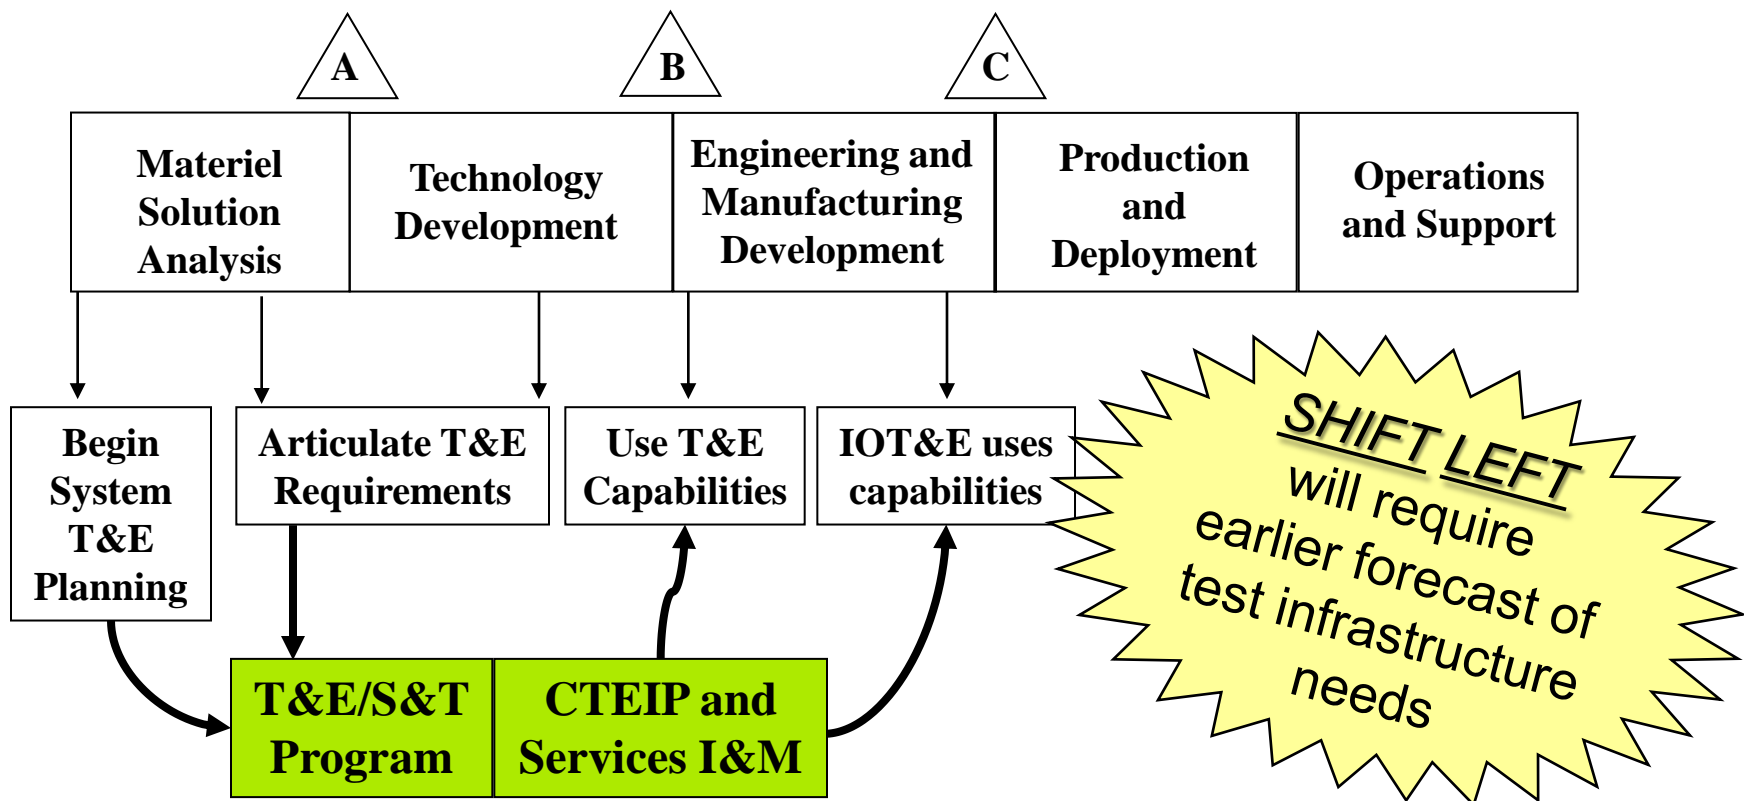 A
B
C
Materiel
Solution
Analysis
Technology
Development
Engineering and
Manufacturing
Development
Production
and
Deployment
Operations
and Support
Begin
System
T&E
Planning
Articulate T&E
Requirements
Use T&E
Capabilities
IOT&E uses
capabilities
SHIFT LEFT
will require
earlier forecast of
test infrastructure
needs
T&E/S&T
Program
CTEIP and
Services I&M